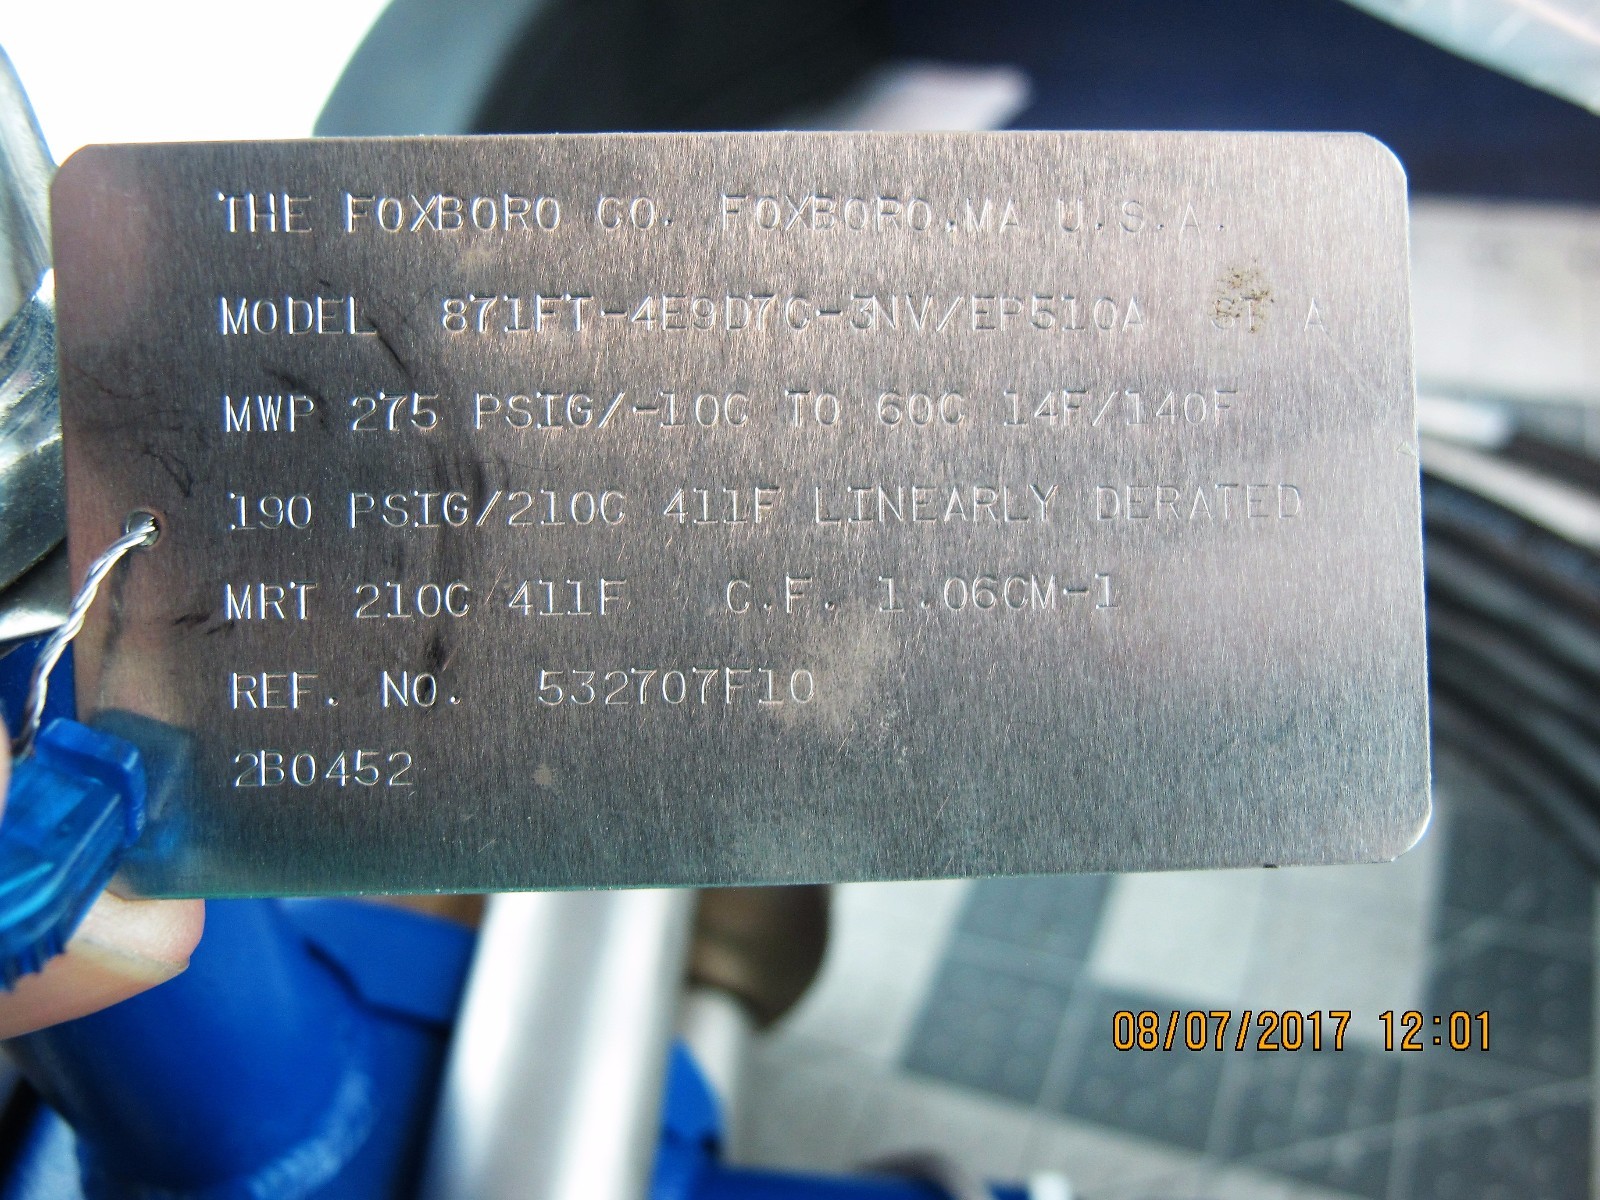 THE FOXBORO CO. FOXBORO,MA U.S.A.
MODEL 871FT-4E9D7C-3NV/EP510A ST A
MWP 275 PSIG/-10C TO 60C 14F/140F
190 PSIG/210C 411F LINEARLY DERATED
MRT 210C/411F C.F. 1.06CM-1
REF. NO. 532707F10
2B0452
08/07/2017 12:01